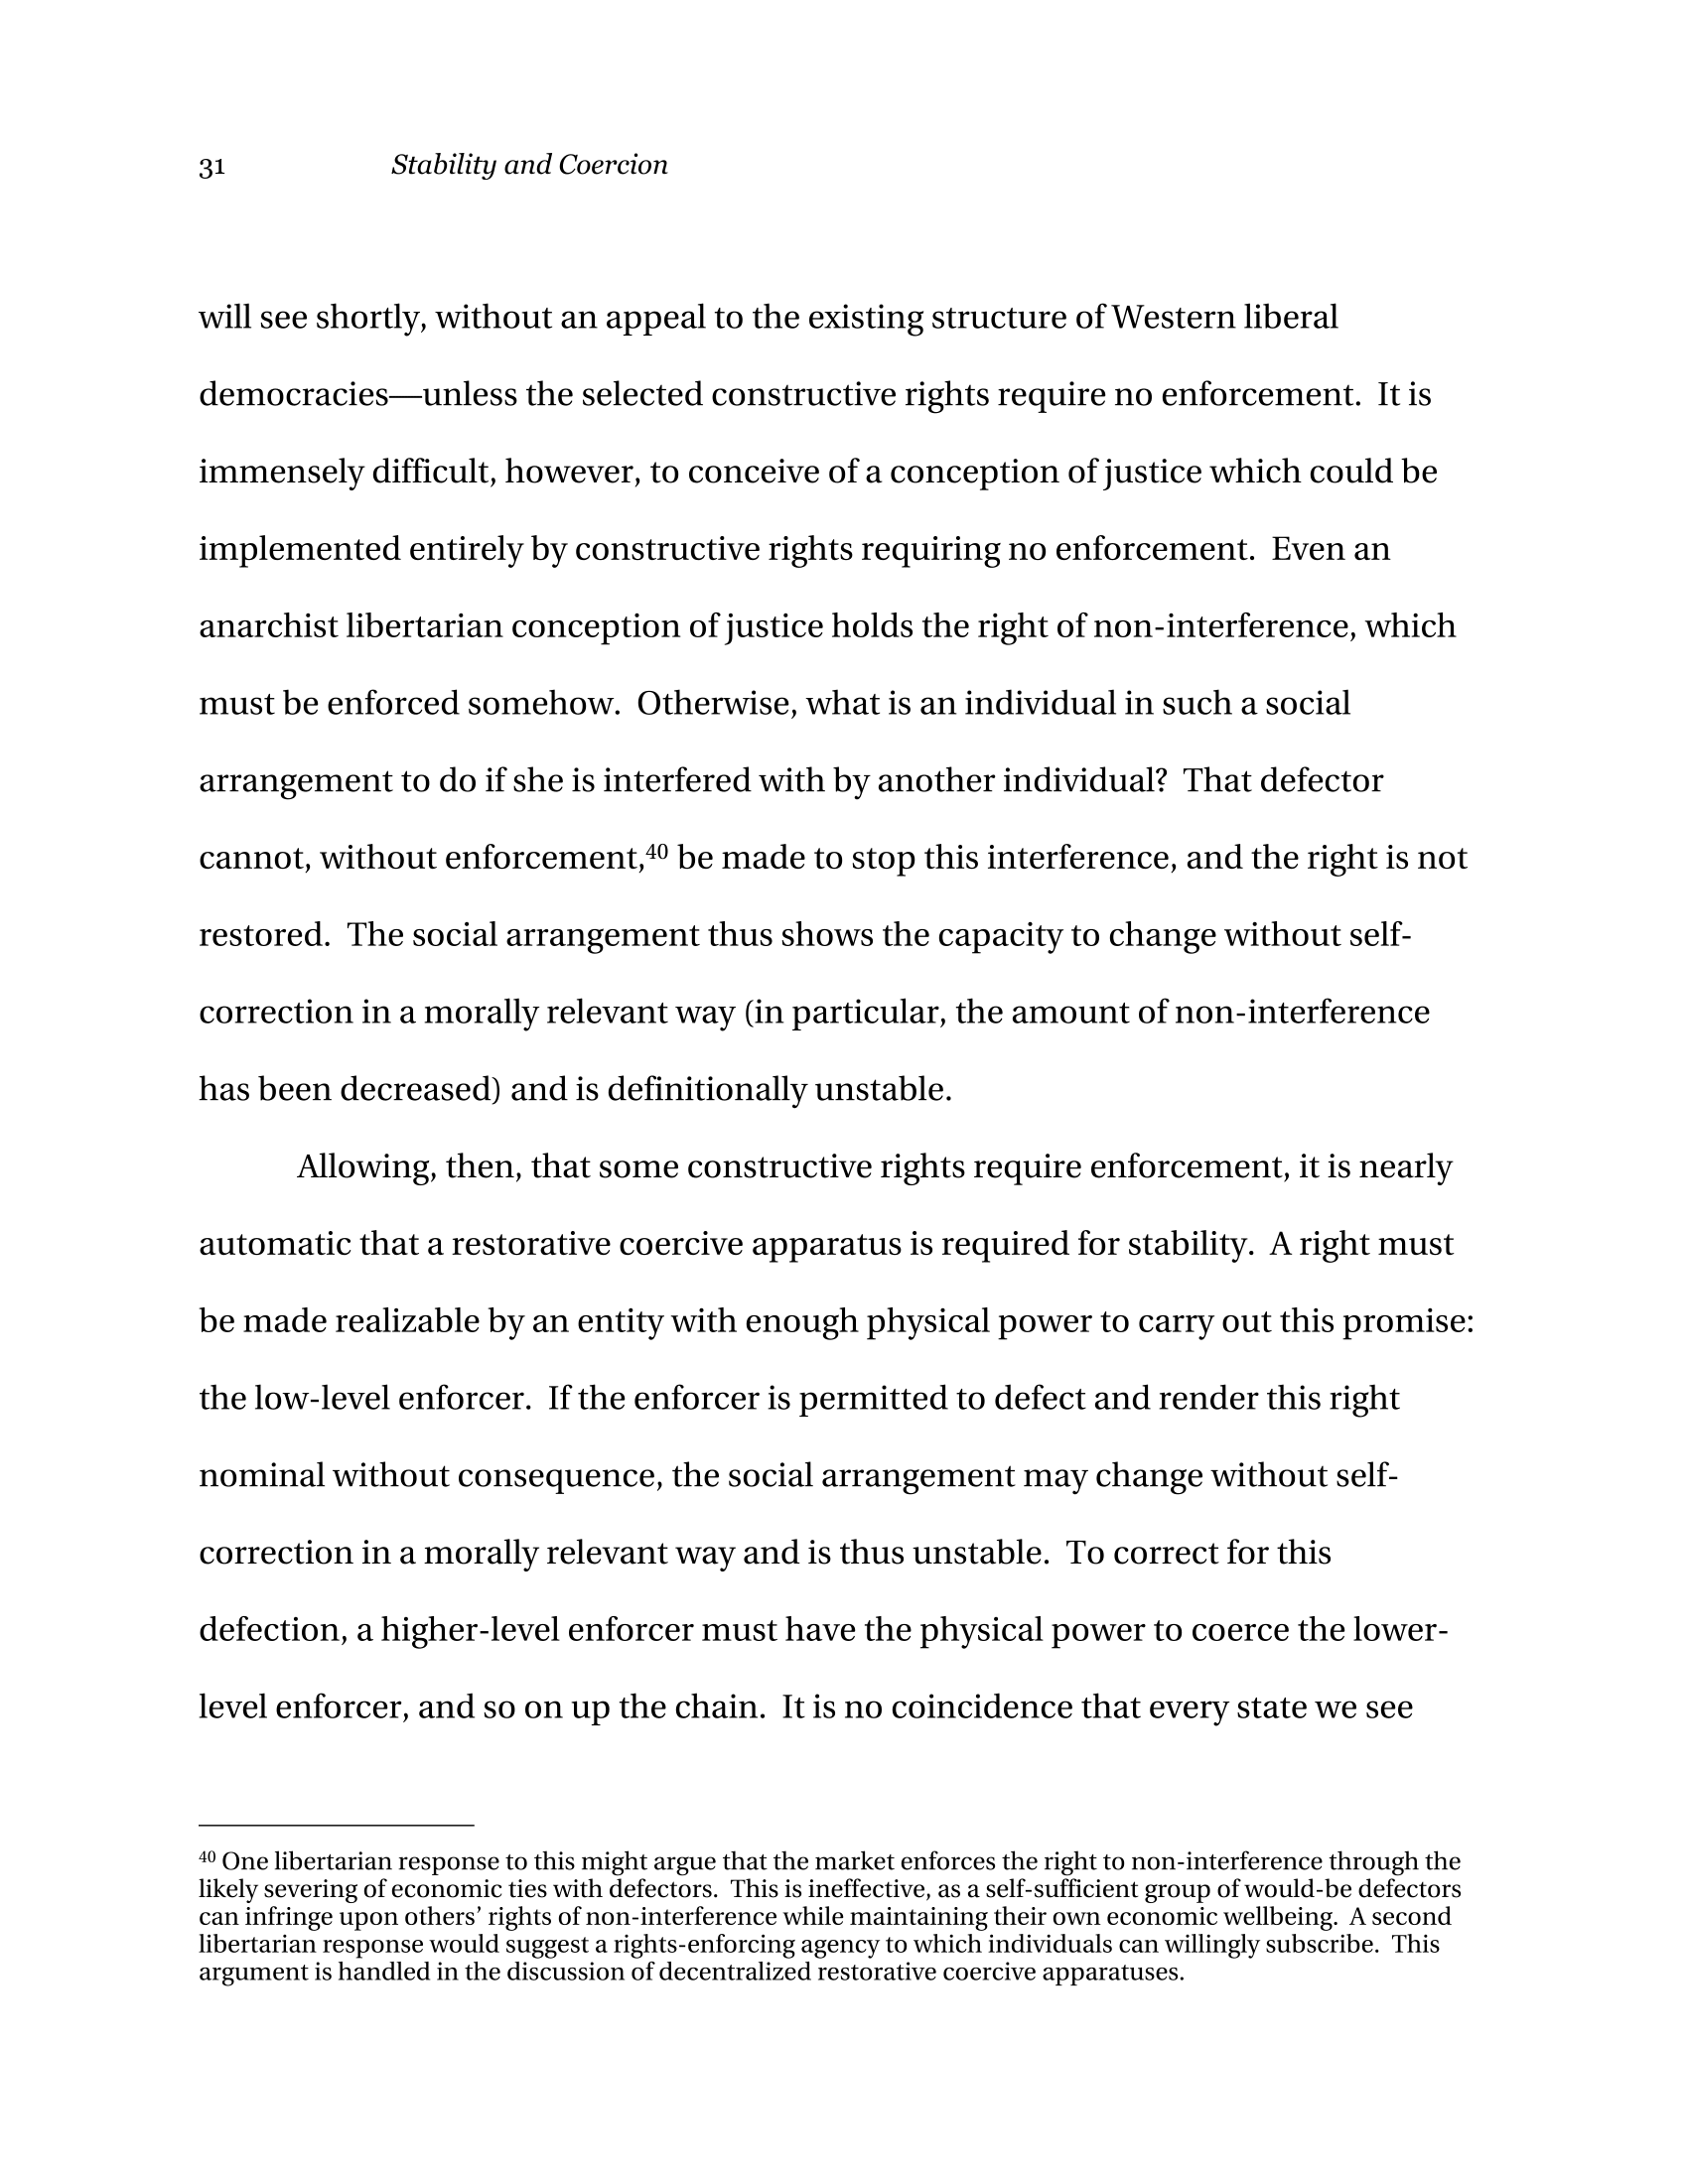 31 Stability and Coercion
will see shortly, without an appeal to the existing structure of Western liberal
democracies—unless the selected constructive rights require no enforcement.  It is
immensely difficult, however, to conceive of a conception of justice which could be
implemented entirely by constructive rights requiring no enforcement.  Even an
anarchist libertarian conception of justice holds the right of non-interference, which
must be enforced somehow.  Otherwise, what is an individual in such a social
arrangement to do if she is interfered with by another individual?  That defector
cannot, without enforcement,⁴⁰ be made to stop this interference, and the right is not
restored.  The social arrangement thus shows the capacity to change without self-
correction in a morally relevant way (in particular, the amount of non-interference
has been decreased) and is definitionally unstable.
Allowing, then, that some constructive rights require enforcement, it is nearly
automatic that a restorative coercive apparatus is required for stability.  A right must
be made realizable by an entity with enough physical power to carry out this promise:
the low-level enforcer.  If the enforcer is permitted to defect and render this right
nominal without consequence, the social arrangement may change without self-
correction in a morally relevant way and is thus unstable.  To correct for this
defection, a higher-level enforcer must have the physical power to coerce the lower-
level enforcer, and so on up the chain.  It is no coincidence that every state we see
⁴⁰ One libertarian response to this might argue that the market enforces the right to non-interference through the
likely severing of economic ties with defectors.  This is ineffective, as a self-sufficient group of would-be defectors
can infringe upon others’ rights of non-interference while maintaining their own economic wellbeing.  A second
libertarian response would suggest a rights-enforcing agency to which individuals can willingly subscribe.  This
argument is handled in the discussion of decentralized restorative coercive apparatuses.